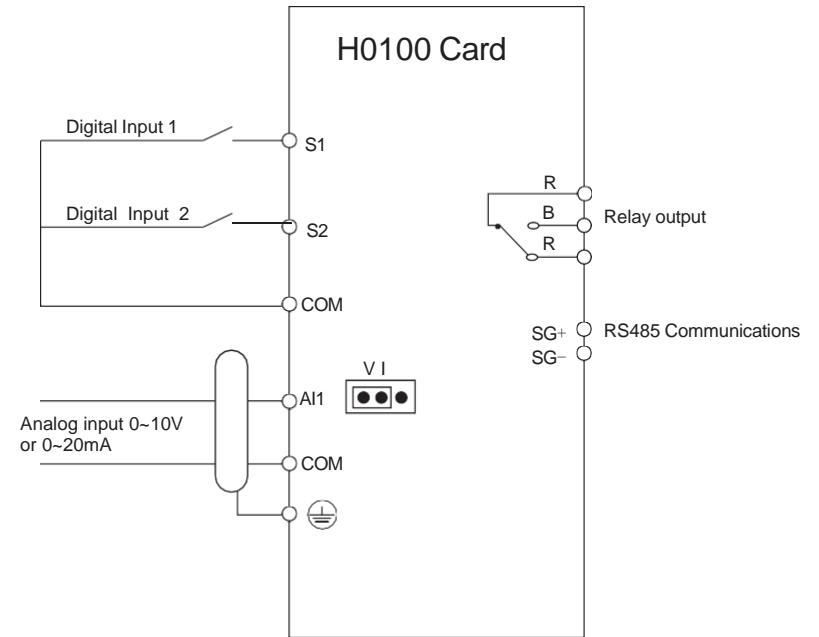 H0100 Card
Digital Input 1
S1
Digital Input 2
S2
COM
R
B
R
Relay output
SG+
SG−
RS485 Communications
V I
AI1
Analog input 0~10V
or 0~20mA
COM